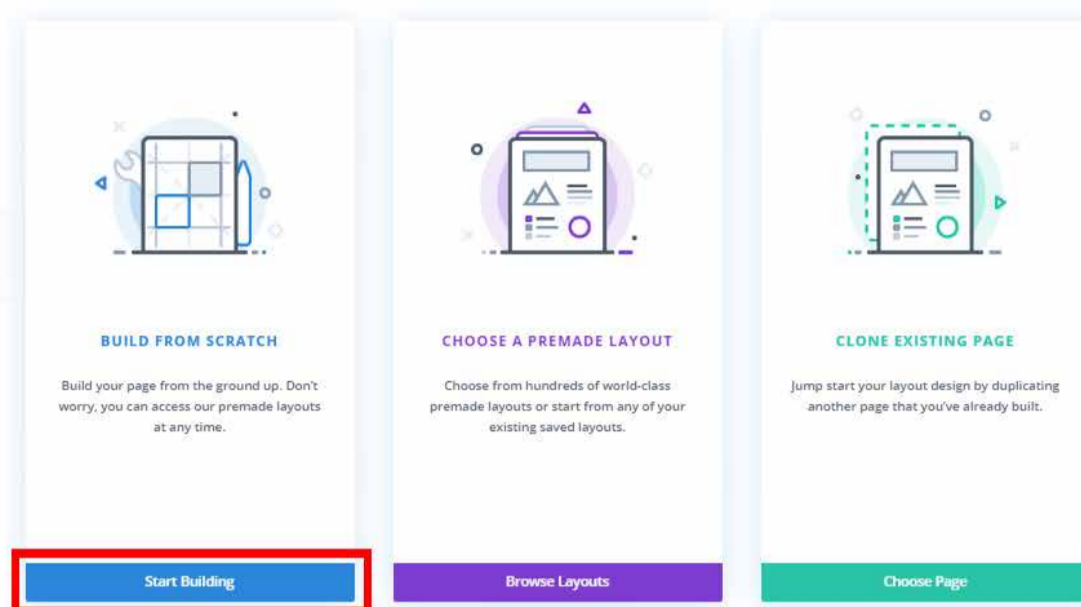 BUILD FROM SCRATCH
Build your page from the ground up. Don't
worry, you can access our premade layouts
at any time.
Start Building
CHOOSE A PREMADE LAYOUT
Choose from hundreds of world-class
premade layouts or start from any of your
existing saved layouts.
Browse Layouts
CLONE EXISTING PAGE
Jump start your layout design by duplicating
another page that you've already built.
Choose Page